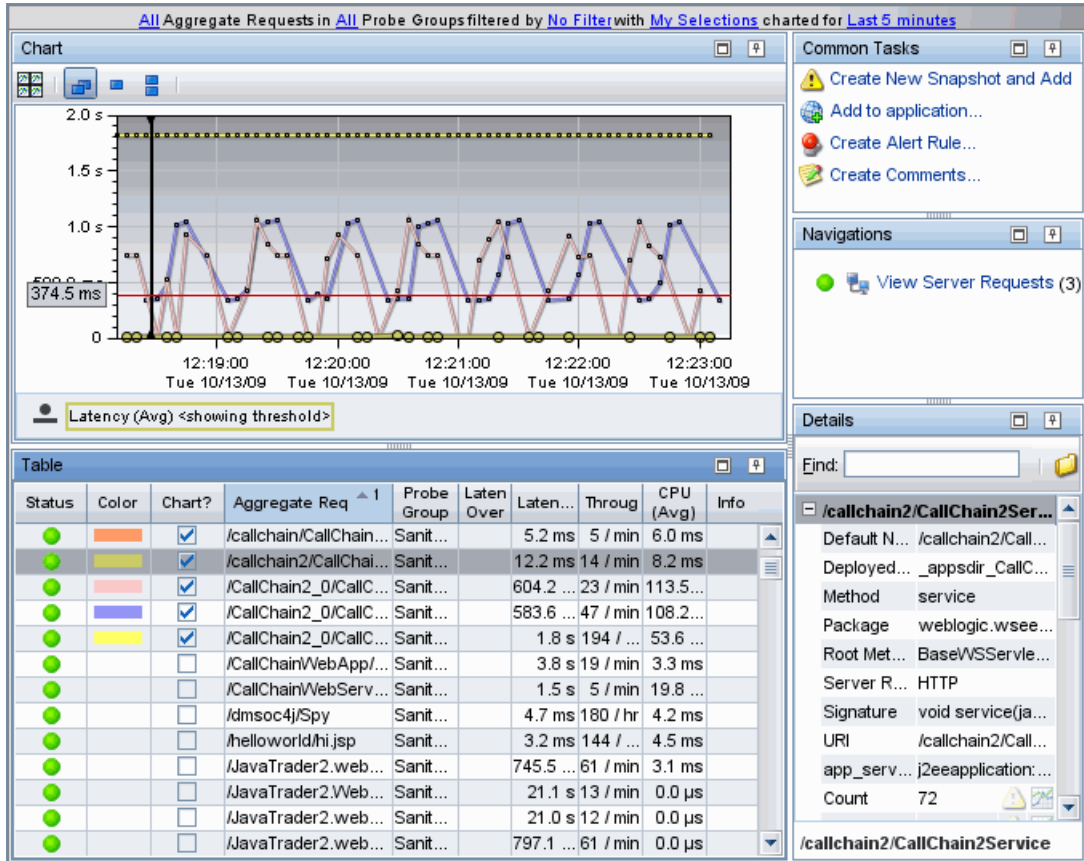 All Aggregate Requests in All Probe Groups filtered by No Filter with My Selections charted for Last 5 minutes
Chart
2.0 s
1.5 s
1.0 s
374.5 ms
0
12:19:00 12:20:00 12:21:00 12:22:00 12:23:00
Tue 10/13/09 Tue 10/13/09 Tue 10/13/09 Tue 10/13/09 Tue 10/13/09
Latency (Avg) <showing threshold>
Table
Status Color Chart? Aggregate Req 1 Probe Group Laten Over Laten... Throug CPU (Avg) Info
/callchain/CallChain... Sanit... 5.2 ms 5 / min 6.0 ms
/callchain2/CallChai... Sanit... 12.2 ms 14 / min 8.2 ms
/CallChain2_0/CallC... Sanit... 604.2 ... 23 / min 113.5...
/CallChain2_0/CallC... Sanit... 583.6 ... 47 / min 108.2...
/CallChain2_0/CallC... Sanit... 1.8 s 194 / ... 53.6 ...
/CallChainWebApp/... Sanit... 3.8 s 19 / min 3.3 ms
/CallChainWebServ... Sanit... 1.5 s 5 / min 19.8 ...
/dmsoc4j/Spy Sanit... 4.7 ms 180 / hr 4.2 ms
/helloworld/hi.jsp Sanit... 3.2 ms 144 / ... 4.5 ms
/JavaTrader2.web... Sanit... 745.5 ... 61 / min 3.1 ms
/JavaTrader2.Web... Sanit... 21.1 s 13 / min 0.0 µs
/JavaTrader2.Web... Sanit... 21.0 s 12 / min 0.0 µs
/JavaTrader2.web... Sanit... 797.1 ... 61 / min 0.0 µs
Common Tasks
Create New Snapshot and Add
Add to application...
Create Alert Rule...
Create Comments...
Navigations
View Server Requests (3)
Details
Find:
/callchain2/CallChain2Ser...
Default N... /callchain2/Call...
Deployed... _appsdir_CallC...
Method service
Package weblogic.wsee...
Root Met... BaseWSServle...
Server R... HTTP
Signature void service(ja...
URI /callchain2/Call...
app_serv... j2eeapplication:...
Count 72
/callchain2/CallChain2Service